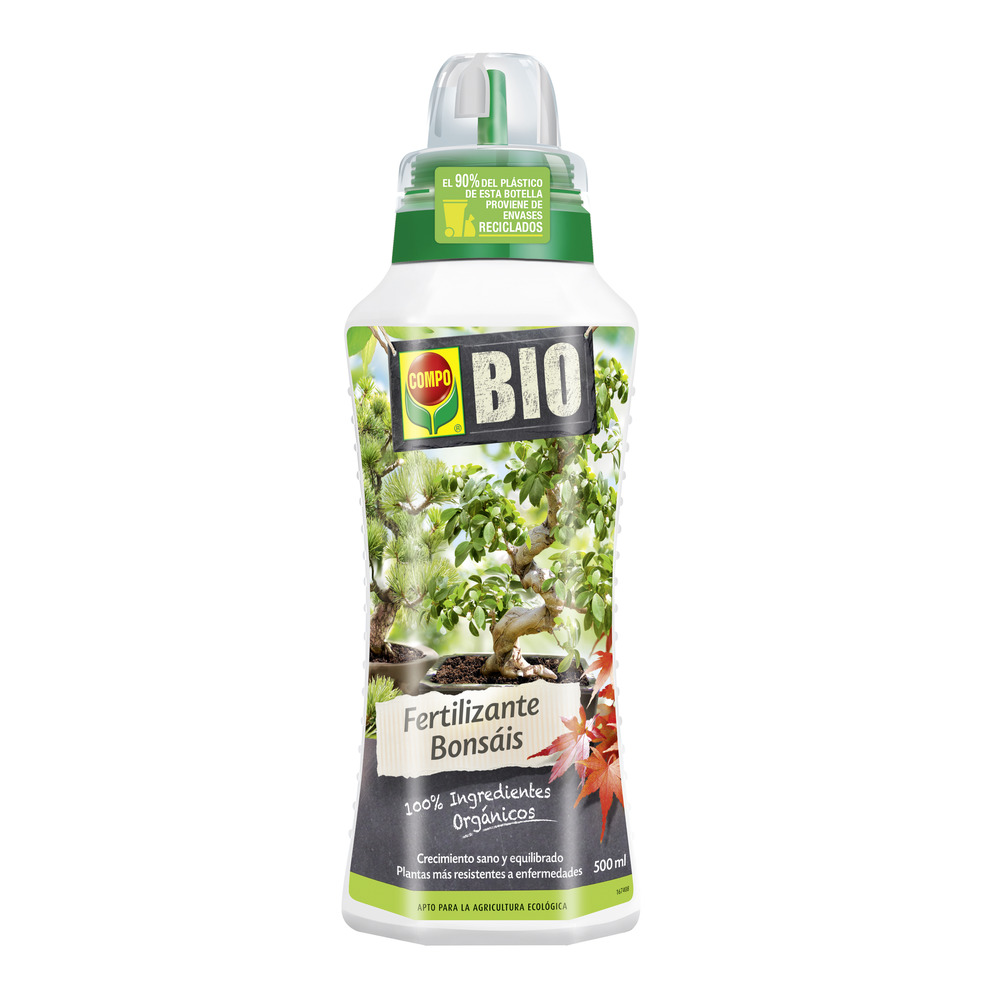 EL 90% DEL PLÁSTICO
DE ESTA BOTELLA
PROVIENE DE
ENVASES
RECICLADOS
COMPO
®
BIO
Fertilizante
Bonsáis
100% Ingredientes
Orgánicos
Crecimiento sano y equilibrado
Plantas más resistentes a enfermedades
500 ml
APTO PARA LA AGRICULTURA ECOLÓGICA